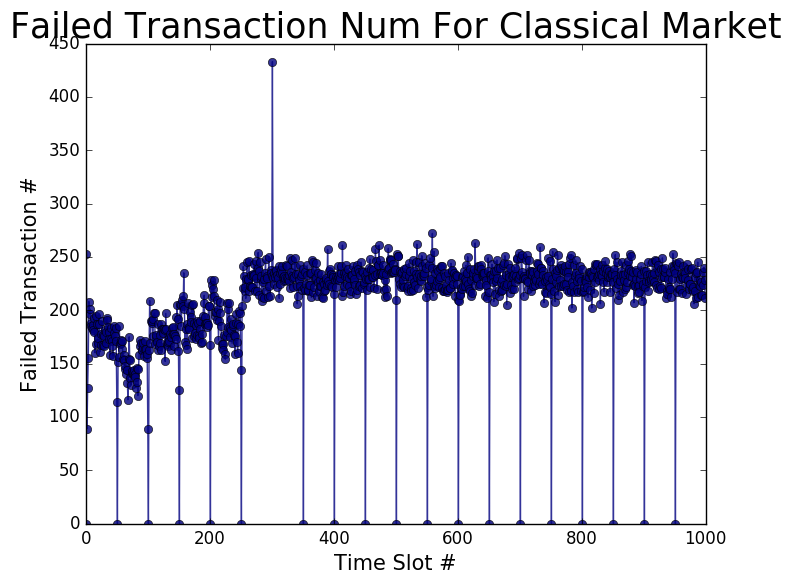 Failed Transaction Num For Classical Market
Failed Transaction #
450
400
350
300
250
200
150
100
50
0
0 200 400 600 800 1000
Time Slot #